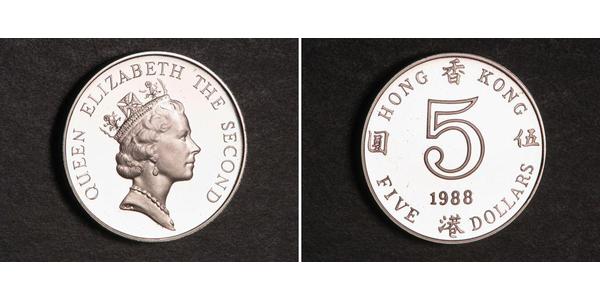 QUEEN ELIZABETH THE SECOND
HONG 香 KONG
圓 5 伍
1988
FIVE 港 DOLLARS